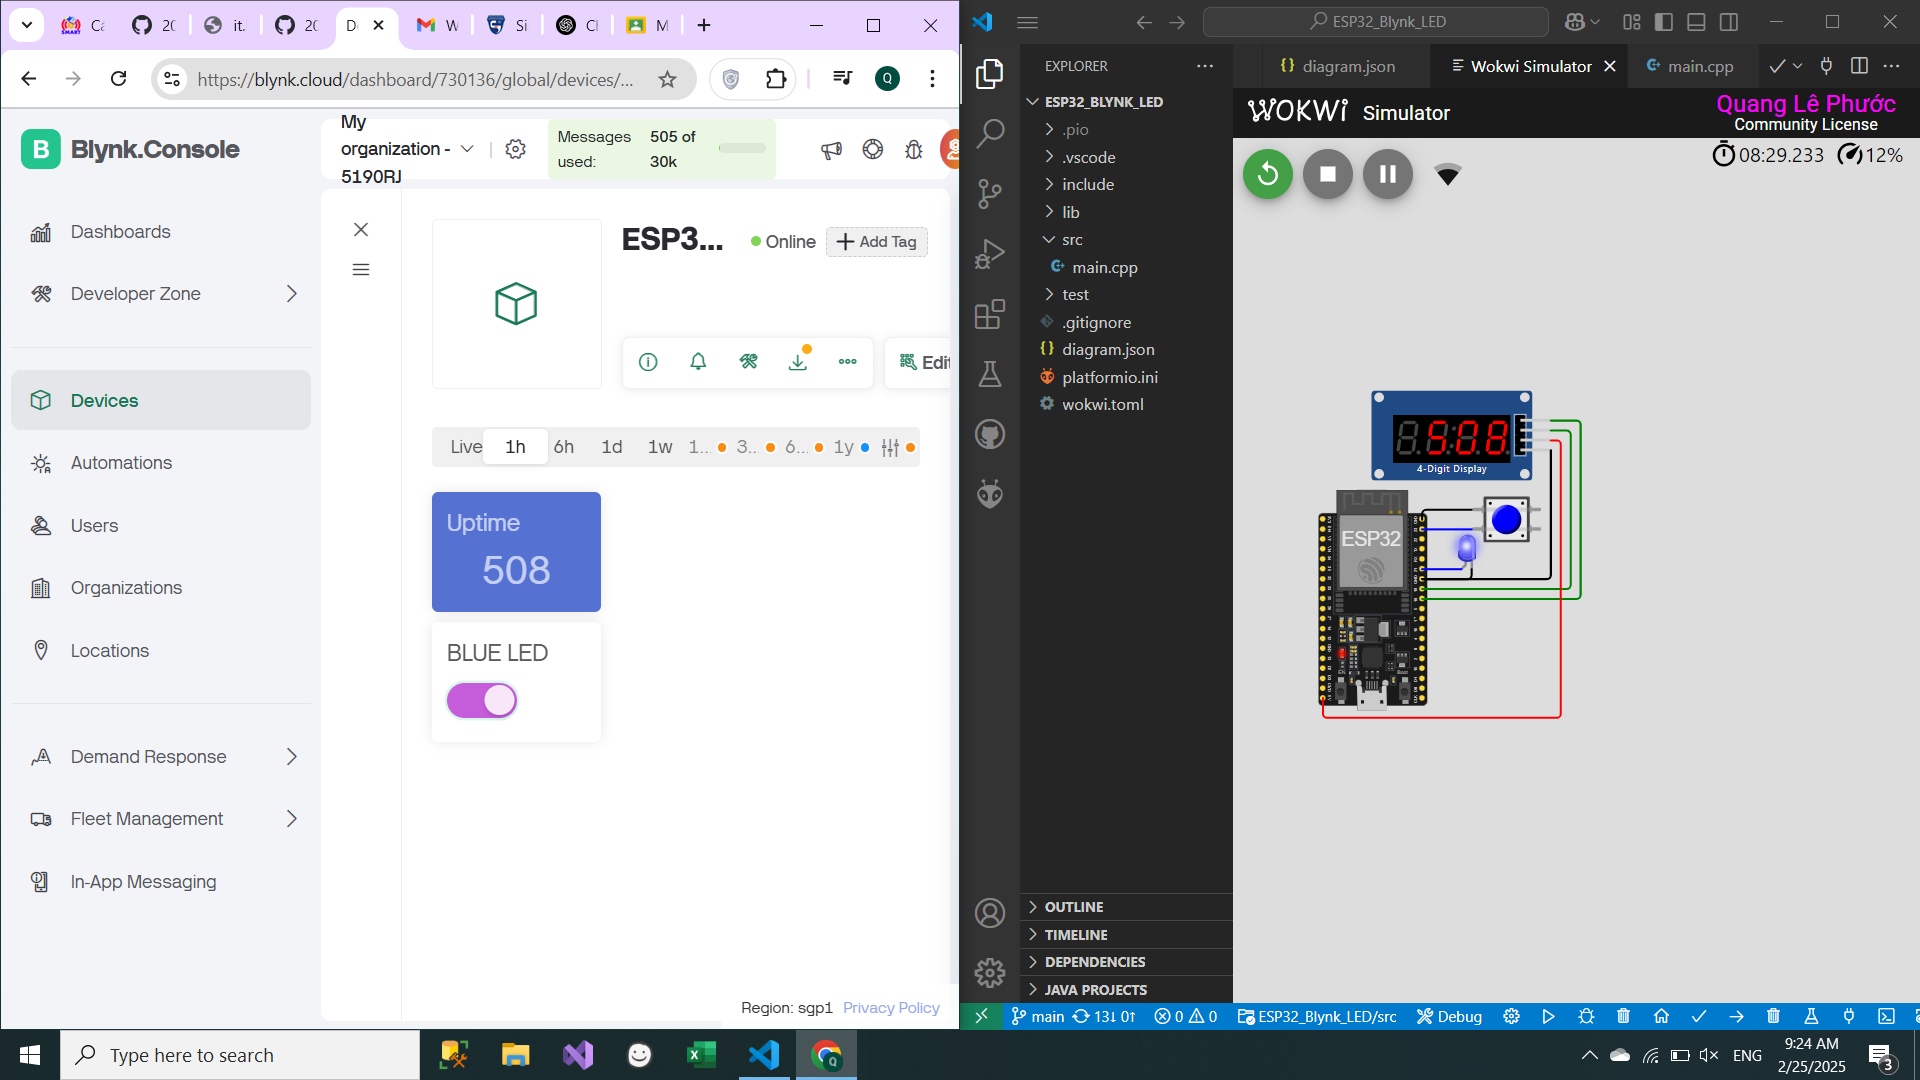 Cá
20
it.
20
D
W
Si
Cl
M
https://blynk.cloud/dashboard/730136/global/devices/...
Q
B Blynk.Console
My organization - 5190RJ
Messages used: 505 of 30k
Dashboards
Developer Zone
Devices
Automations
Users
Organizations
Locations
Demand Response
Fleet Management
In-App Messaging
ESP3...
Online
Add Tag
Edit
Live 1h 6h 1d 1w 1... 3... 6... 1y
Uptime
508
BLUE LED
Region: sgp1 Privacy Policy
ESP32_Blynk_LED
EXPLORER
ESP32_BLYNK_LED
.pio
.vscode
include
lib
src
main.cpp
test
.gitignore
diagram.json
platformio.ini
wokwi.toml
OUTLINE
TIMELINE
DEPENDENCIES
JAVA PROJECTS
diagram.json
Wokwi Simulator
main.cpp
WOKWI Simulator
Quang Lê Phước
Community License
08:29.233 12%
508
4-Digit Display
ESP32
main 13↓ 0↑ 0 0 ESP32_Blynk_LED/src Debug
Type here to search
ENG
9:24 AM
2/25/2025
3